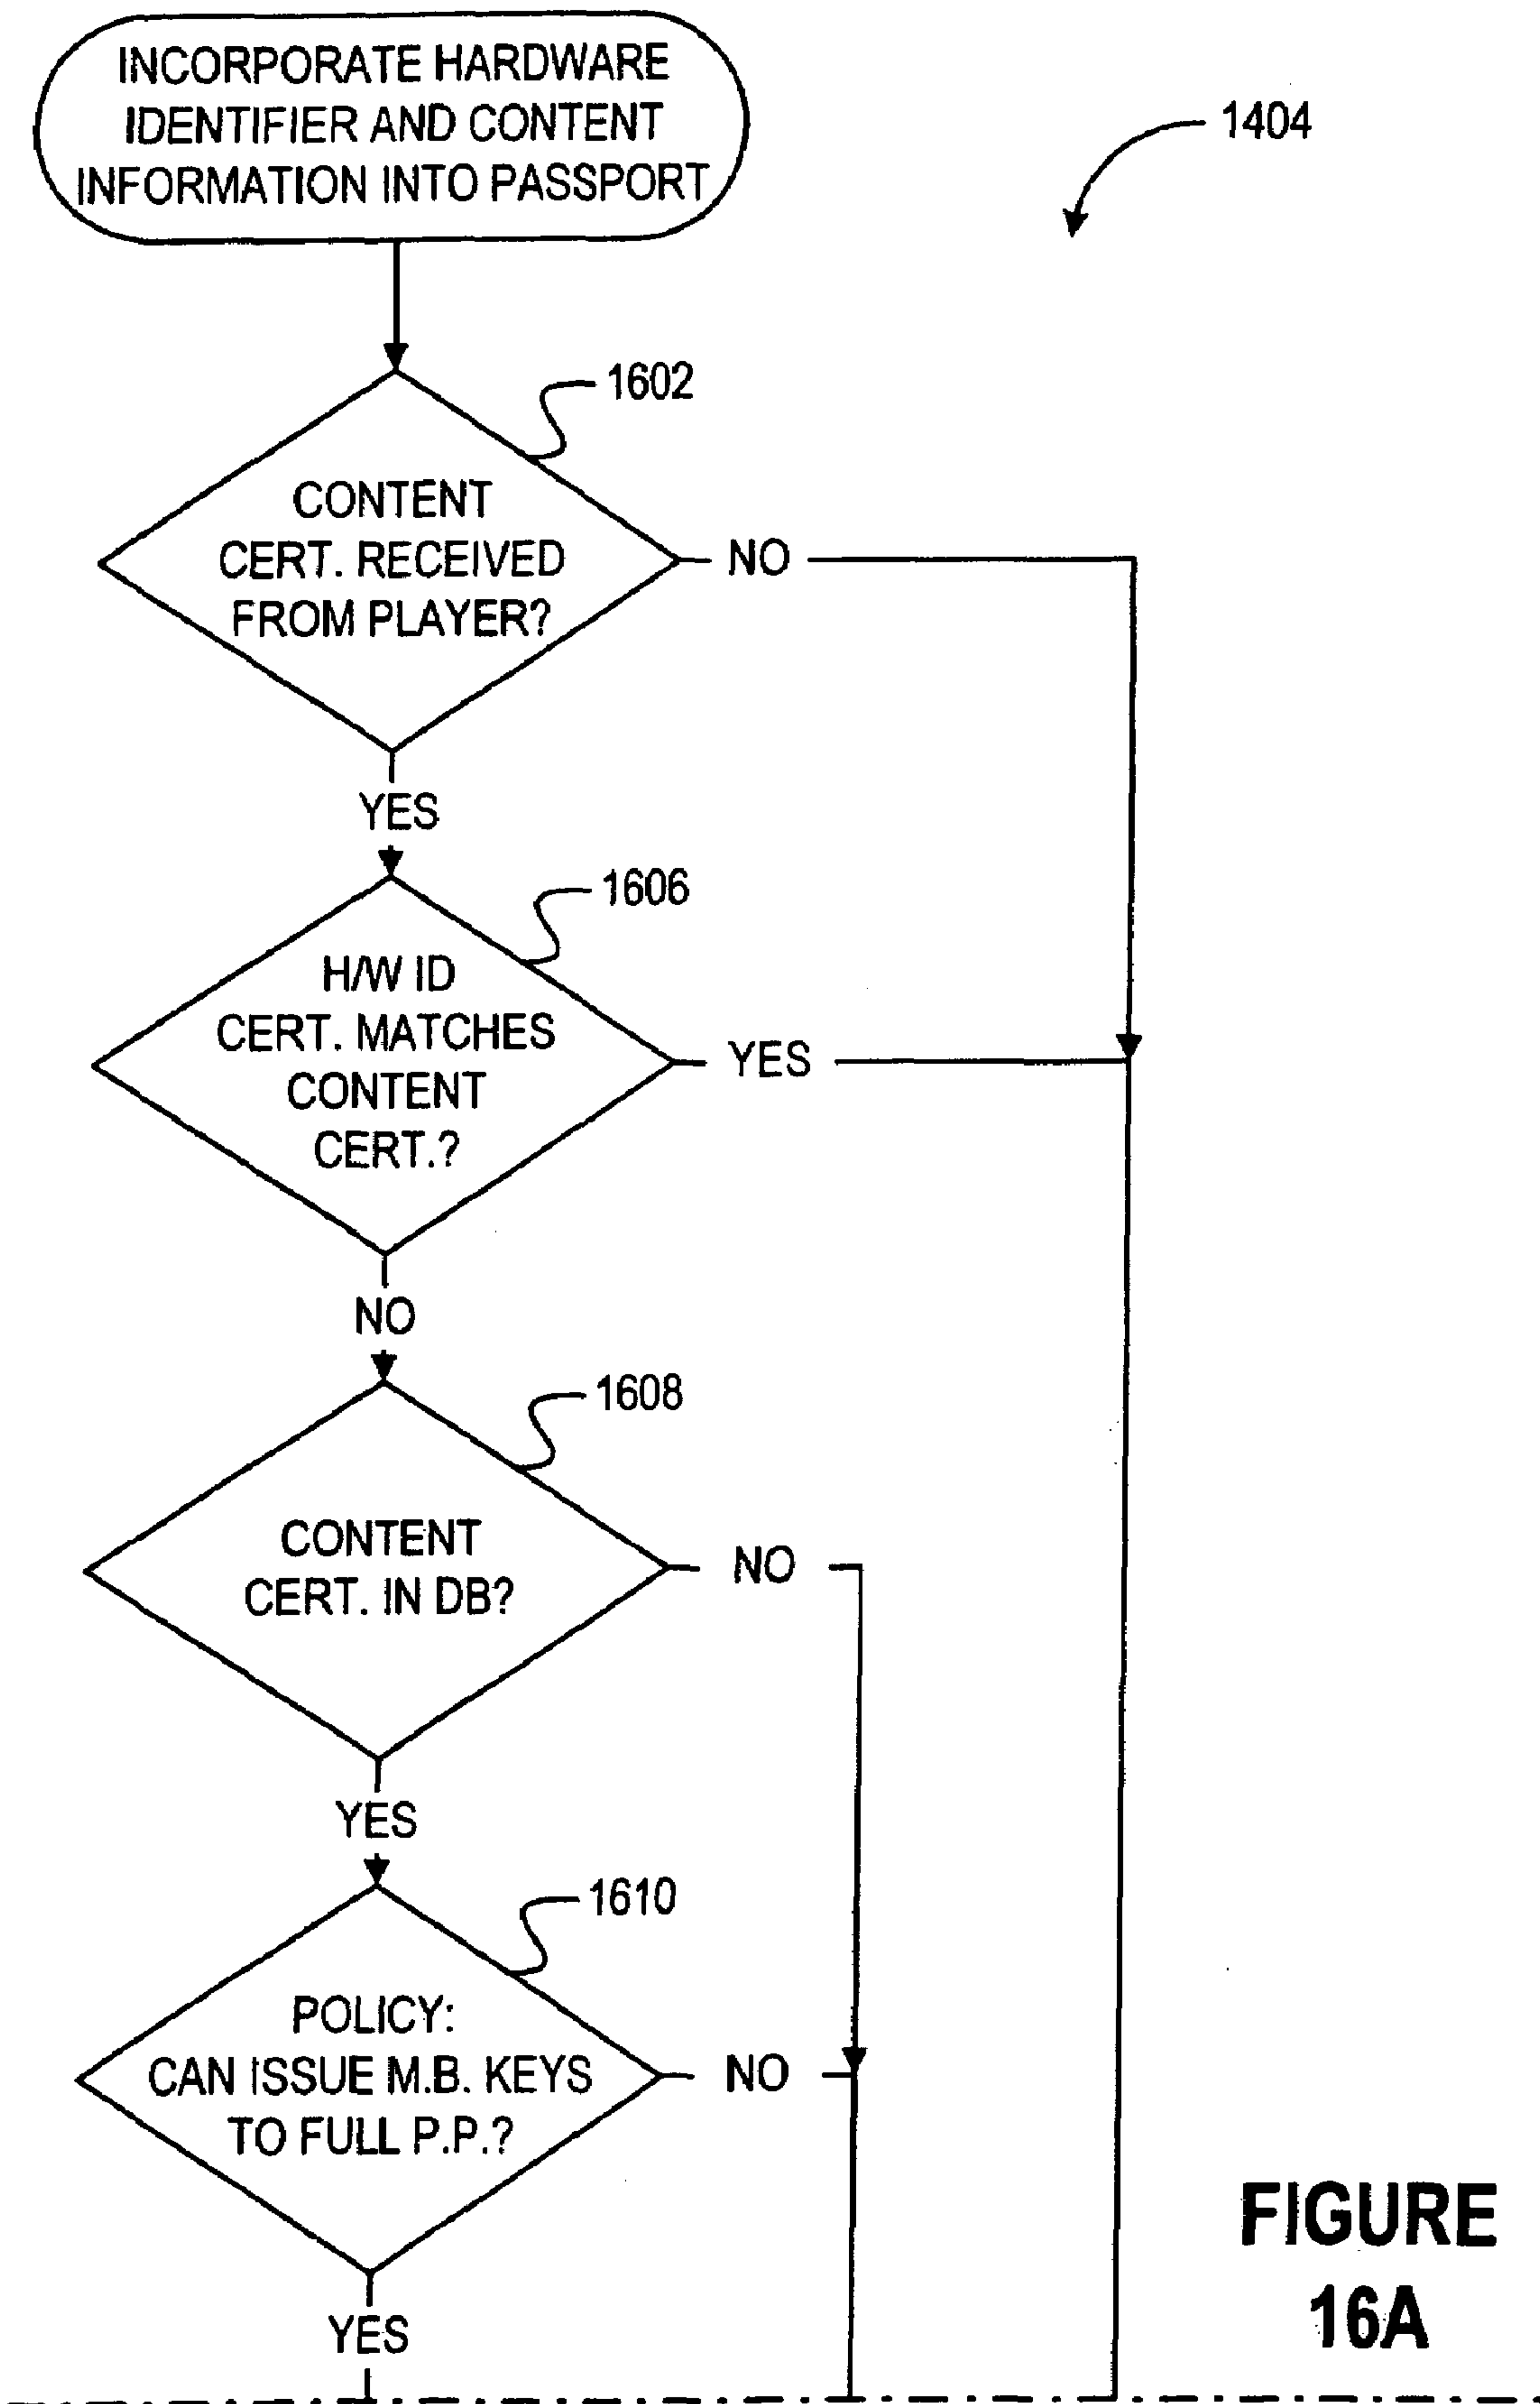 INCORPORATE HARDWARE
IDENTIFIER AND CONTENT
INFORMATION INTO PASSPORT
1404
1602
CONTENT
CERT. RECEIVED
FROM PLAYER?
NO
YES
1606
H/W ID
CERT. MATCHES
CONTENT
CERT.?
YES
NO
1608
CONTENT
CERT. IN DB?
NO
YES
1610
POLICY:
CAN ISSUE M.B. KEYS
TO FULL P.P.?
NO
YES
FIGURE
16A